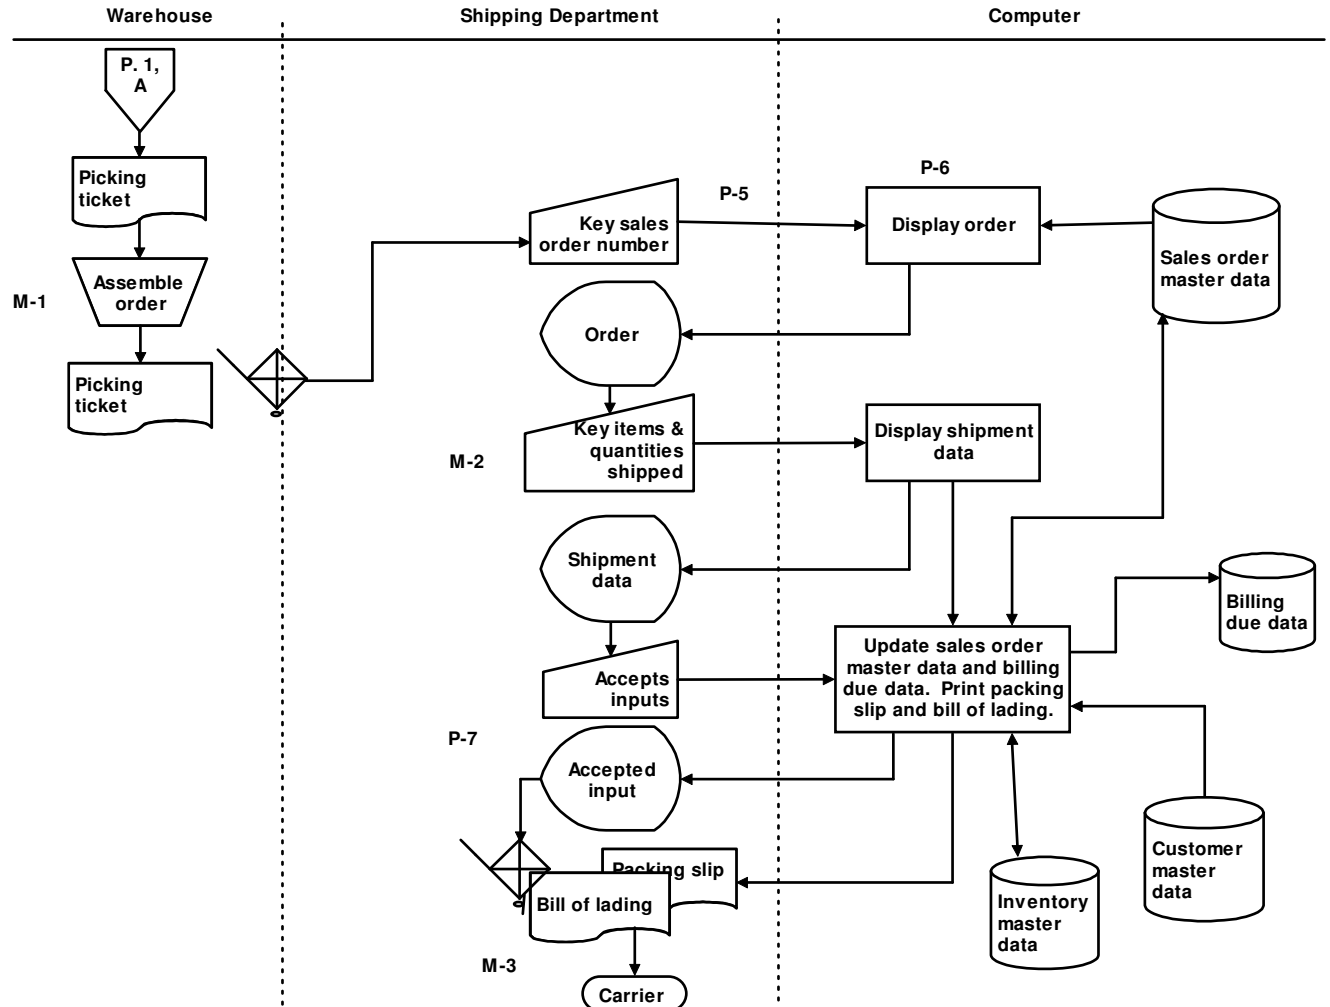 Warehouse
Shipping Department
Computer
P. 1,
A
Picking
ticket
Assemble
order
M-1
Picking
ticket
Key sales
order number
P-5
P-6
Display order
Sales order
master data
Order
Key items &
quantities
shipped
M-2
Display shipment
data
Shipment
data
Accepts
inputs
Update sales order
master data and billing
due data. Print packing
slip and bill of lading.
Billing
due data
P-7
Accepted
input
Customer
master
data
Inventory
master
data
Packing slip
Bill of lading
M-3
Carrier